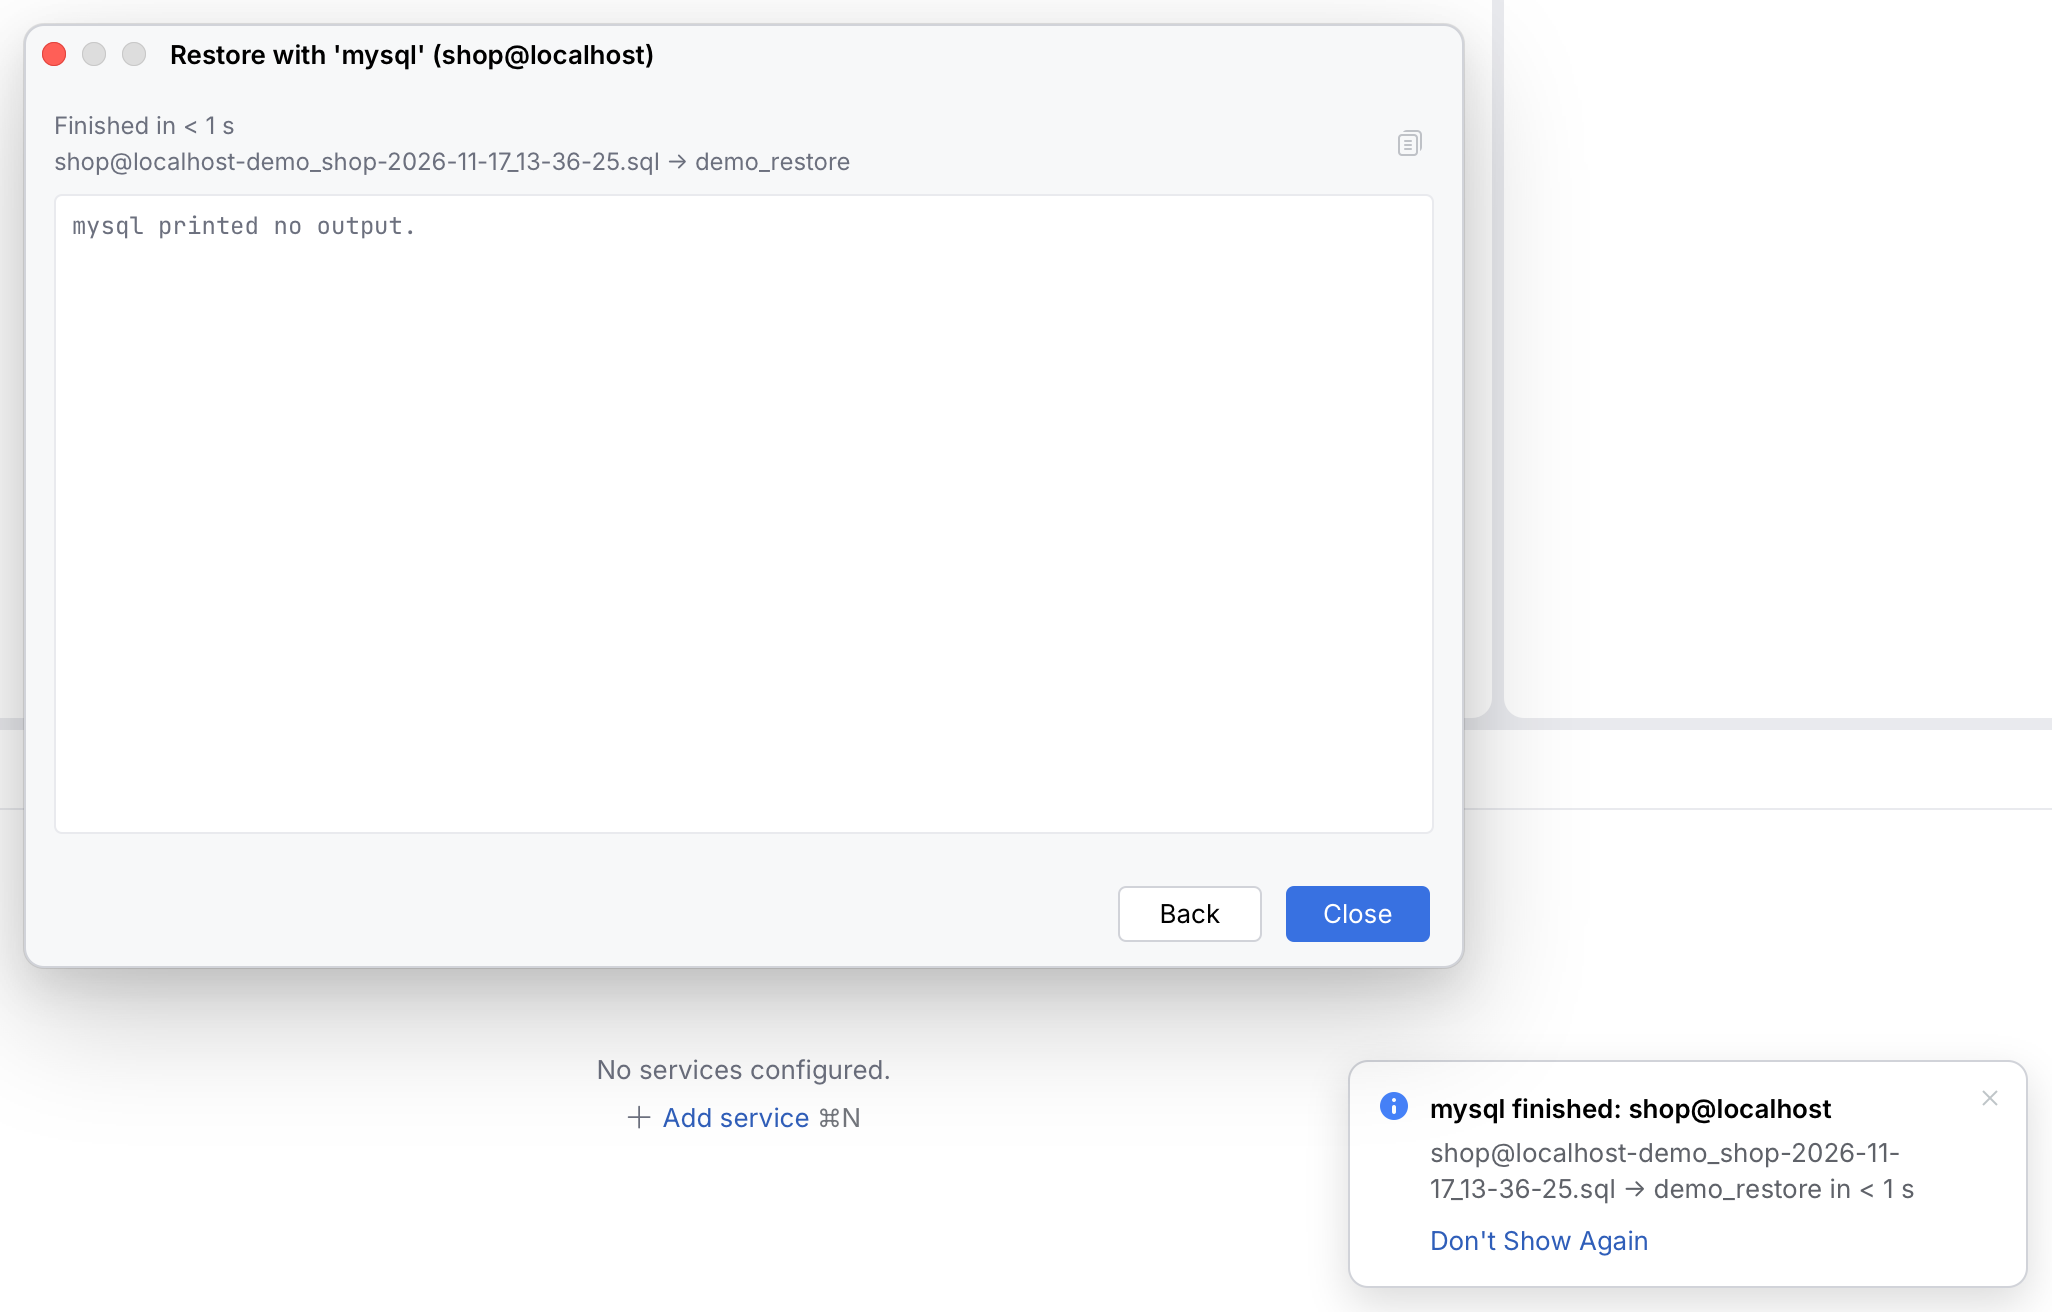 Restore with 'mysql' (shop@localhost)
Finished in < 1 s
shop@localhost-demo_shop-2026-11-17_13-36-25.sql → demo_restore
mysql printed no output.
Back
Close
No services configured.
+ Add service ⌘N
mysql finished: shop@localhost
shop@localhost-demo_shop-2026-11-
17_13-36-25.sql → demo_restore in < 1 s
Don't Show Again